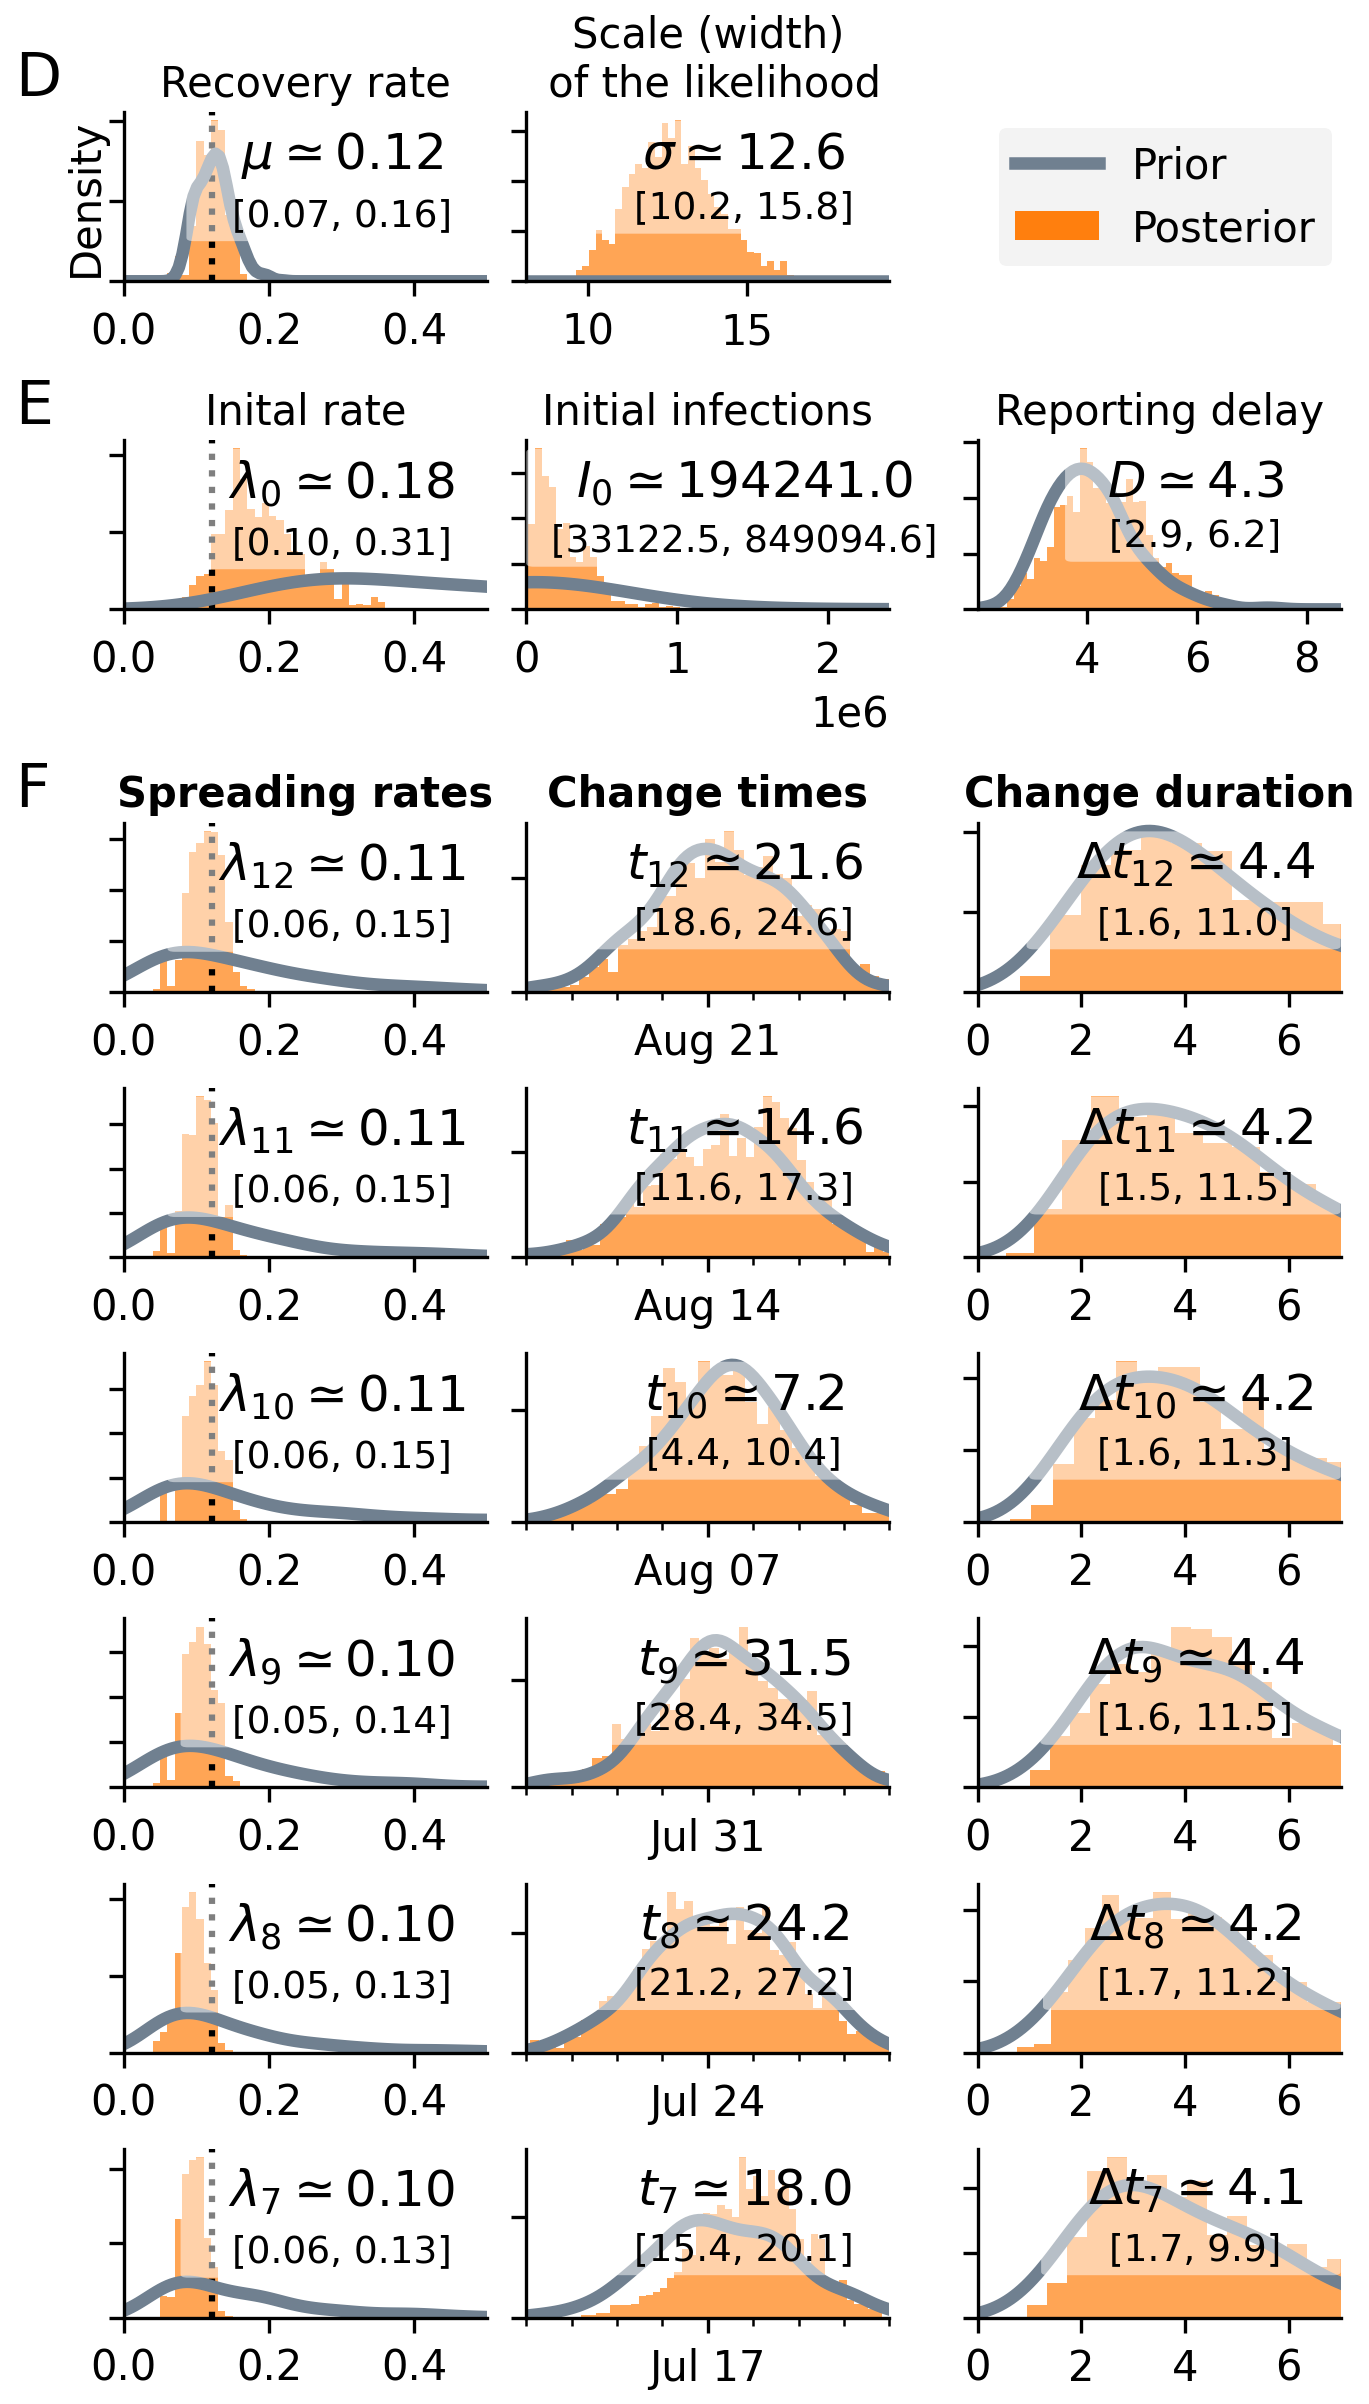 D
Recovery rate
Scale (width)
of the likelihood
Density
μ ≃ 0.12
[0.07, 0.16]
0.0 0.2 0.4
σ ≃ 12.6
[10.2, 15.8]
10 15
Prior
Posterior
E
Inital rate
λ0 ≃ 0.18
[0.10, 0.31]
0.0 0.2 0.4
Initial infections
I0 ≃ 194241.0
[33122.5, 849094.6]
0 1 2
1e6
Reporting delay
D ≃ 4.3
[2.9, 6.2]
4 6 8
F
Spreading rates
Change times
Change duration
λ12 ≃ 0.11
[0.06, 0.15]
0.0 0.2 0.4
t12 ≃ 21.6
[18.6, 24.6]
Aug 21
Δt12 ≃ 4.4
[1.6, 11.0]
0 2 4 6
λ11 ≃ 0.11
[0.06, 0.15]
0.0 0.2 0.4
t11 ≃ 14.6
[11.6, 17.3]
Aug 14
Δt11 ≃ 4.2
[1.5, 11.5]
0 2 4 6
λ10 ≃ 0.11
[0.06, 0.15]
0.0 0.2 0.4
t10 ≃ 7.2
[4.4, 10.4]
Aug 07
Δt10 ≃ 4.2
[1.6, 11.3]
0 2 4 6
λ9 ≃ 0.10
[0.05, 0.14]
0.0 0.2 0.4
t9 ≃ 31.5
[28.4, 34.5]
Jul 31
Δt9 ≃ 4.4
[1.6, 11.5]
0 2 4 6
λ8 ≃ 0.10
[0.05, 0.13]
0.0 0.2 0.4
t8 ≃ 24.2
[21.2, 27.2]
Jul 24
Δt8 ≃ 4.2
[1.7, 11.2]
0 2 4 6
λ7 ≃ 0.10
[0.06, 0.13]
0.0 0.2 0.4
t7 ≃ 18.0
[15.4, 20.1]
Jul 17
Δt7 ≃ 4.1
[1.7, 9.9]
0 2 4 6